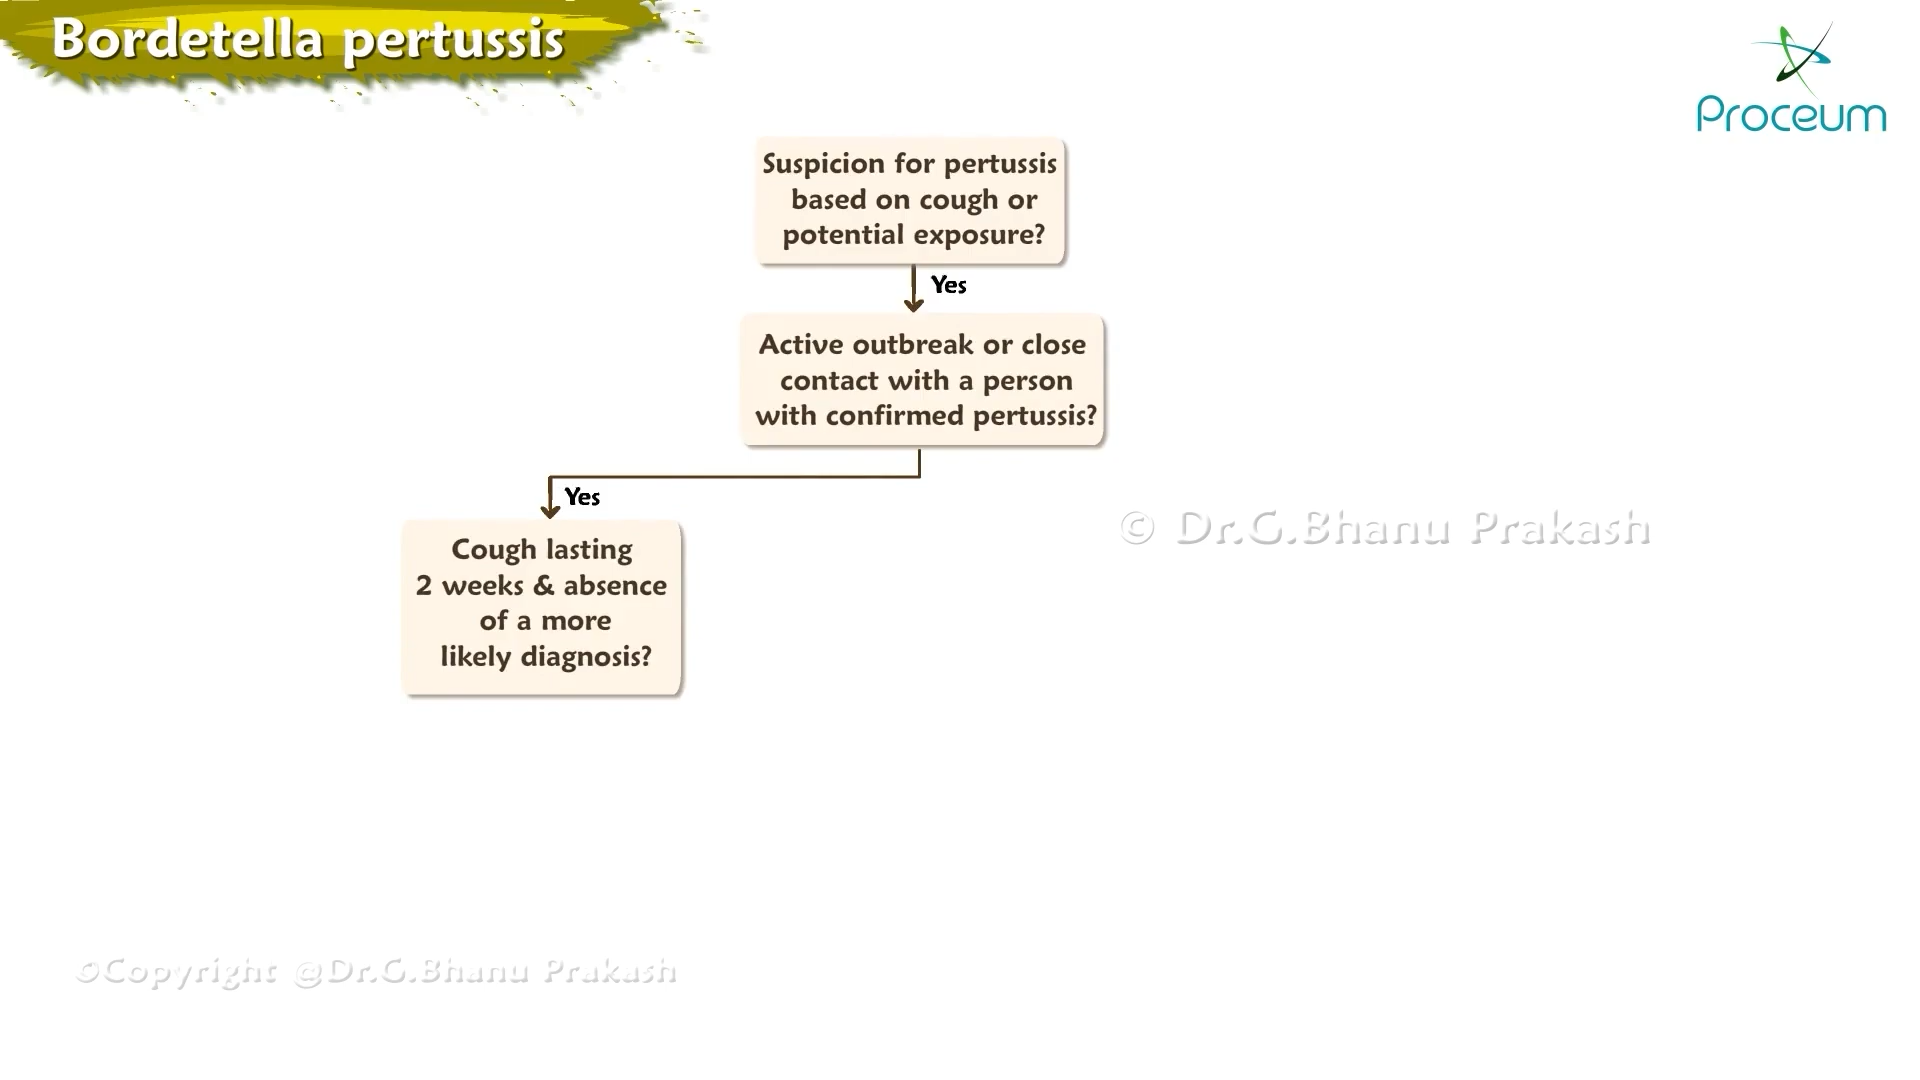 Bordetella pertussis
Proceum
Suspicion for pertussis
based on cough or
potential exposure?
Yes
Active outbreak or close
contact with a person
with confirmed pertussis?
Yes
Cough lasting
2 weeks & absence
of a more
likely diagnosis?
© Dr.G.Bhanu Prakash
©Copyright @Dr.G.Bhanu Prakash